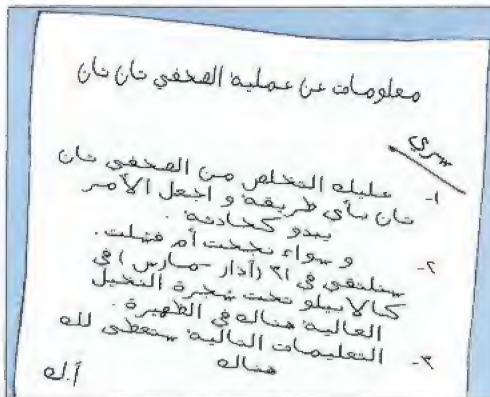 معلومات عن عملية الصحفي تان تان
سري
١- عليك التخلص من الصحفي تان
تان بأي طريقة و اجعل الأمر
يبدو كحادثة .
٢- و سواء نجحت أم فشلت .
سنلتقي في ٢١ (آذار - مارس) في
كالابيلو تحت شجرة النخيل
العالية هناك في الظهيرة .
٣- التعليمات التالية ستعطى لك
هناك
أ.ك